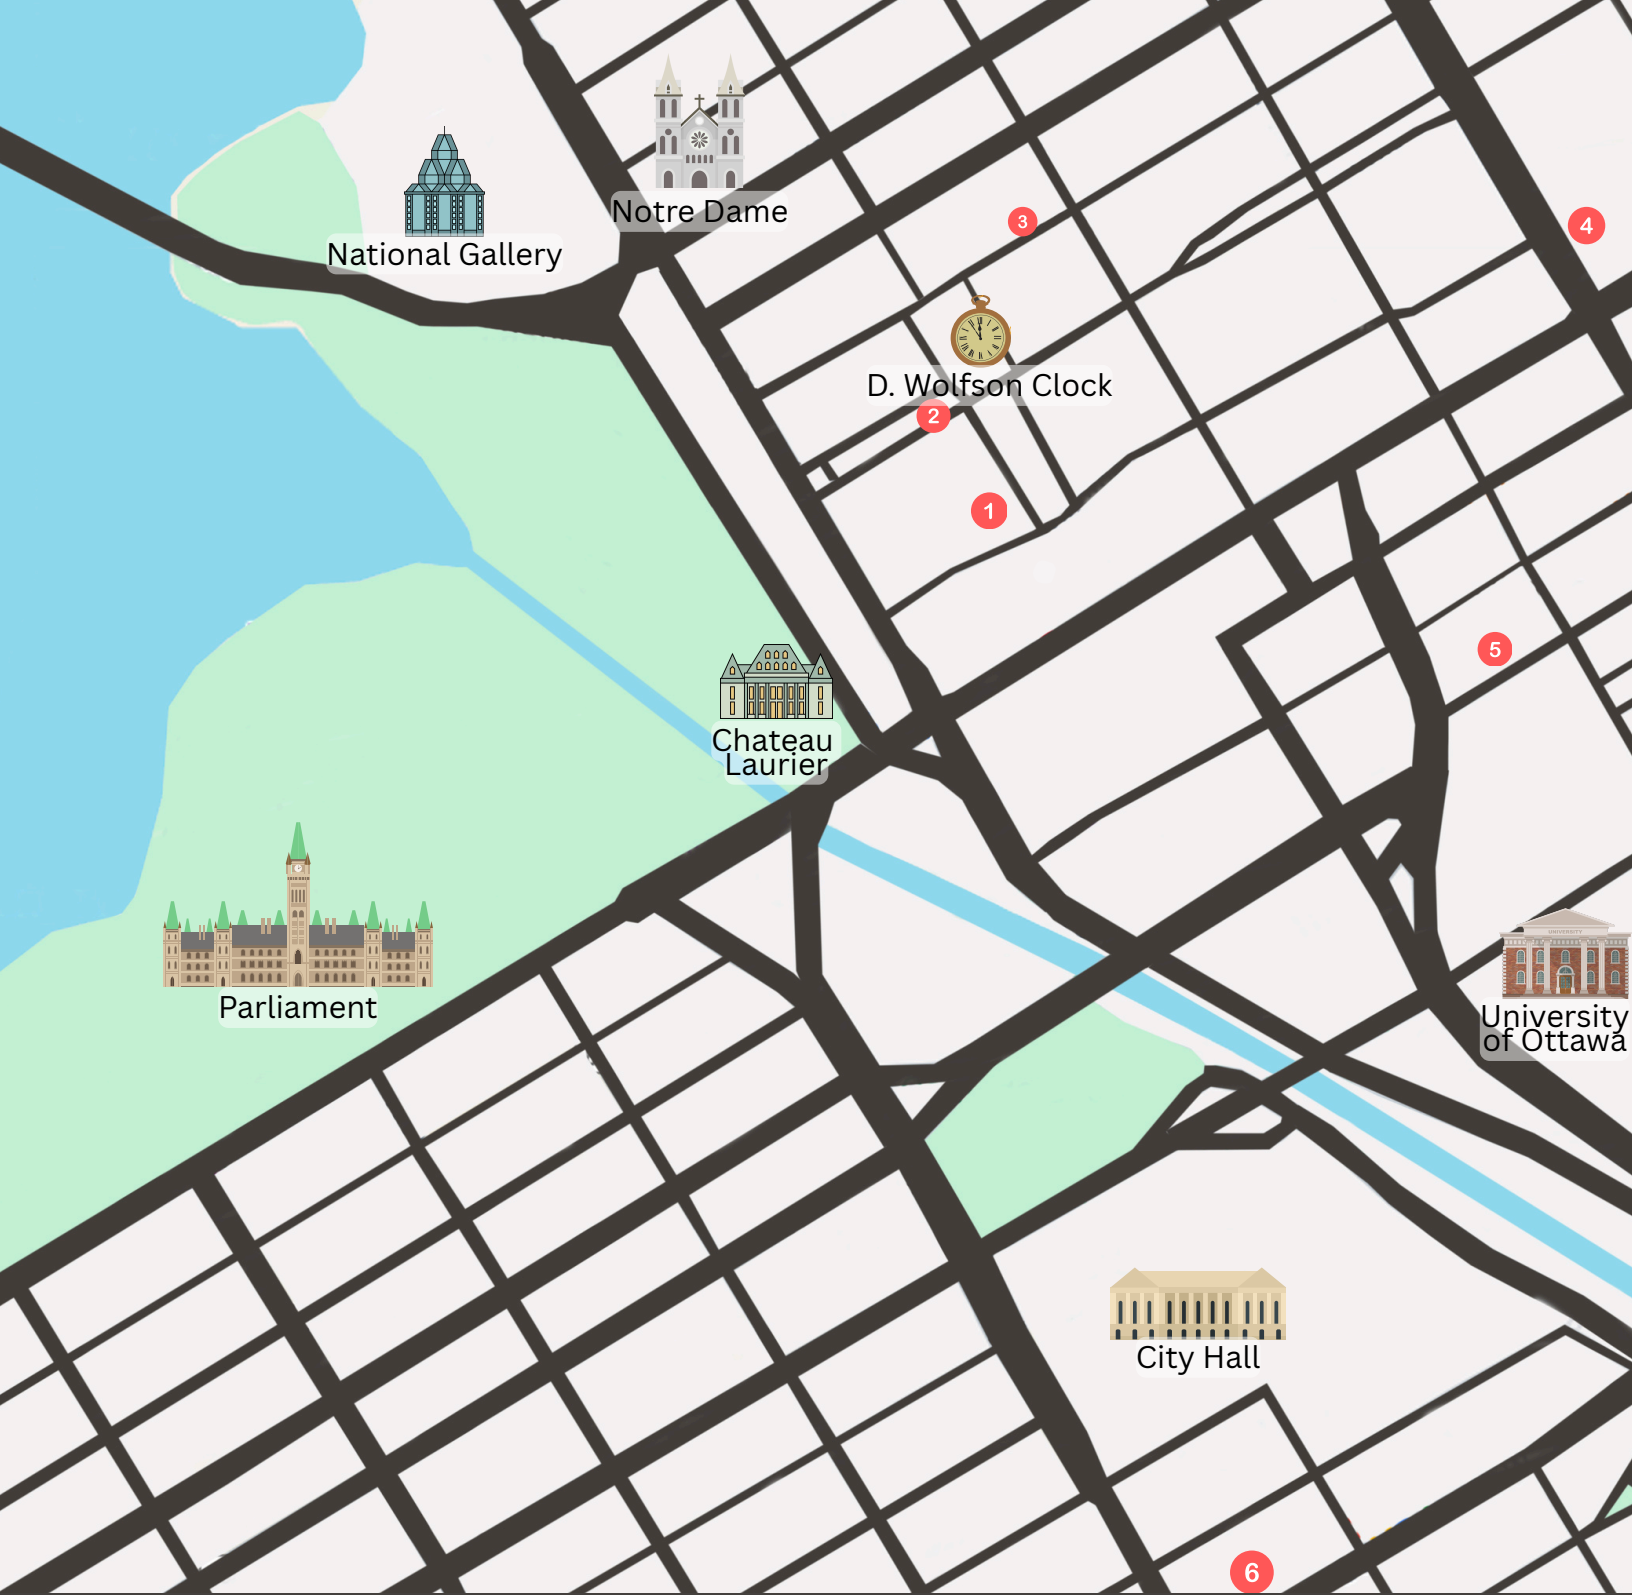 Notre Dame
3
4
National Gallery
D. Wolfson Clock
2
1
5
Chateau
Laurier
UNIVERSITY
Parliament
University
of Ottawa
City Hall
6